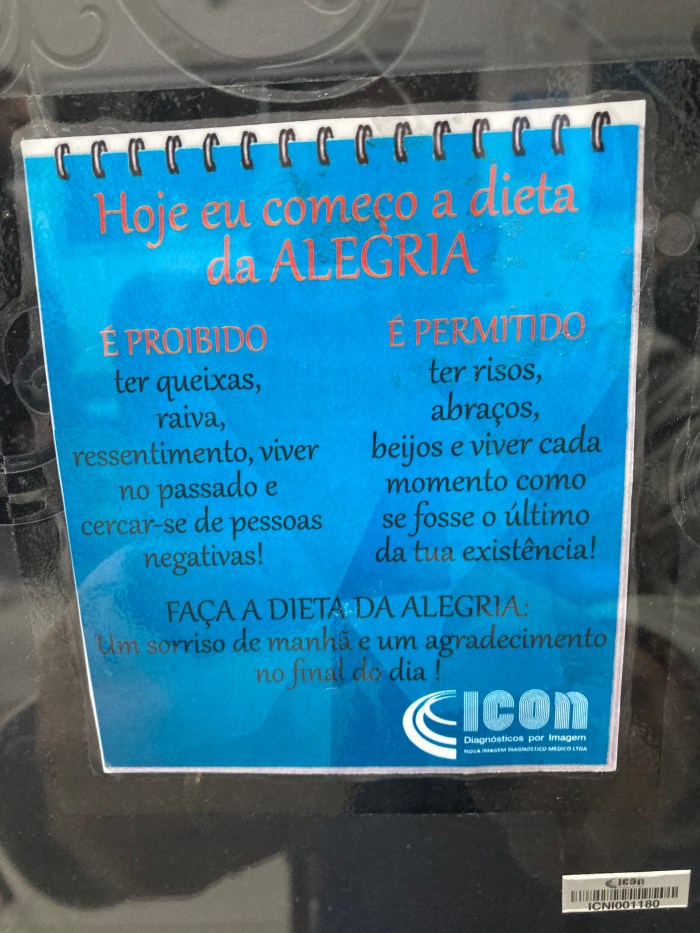 Hoje eu começo a dieta
da ALEGRIA
É PROIBIDO
ter queixas,
raiva,
ressentimento, viver
no passado e
cercar-se de pessoas
negativas!
É PERMITIDO
ter risos,
abraços,
beijos e viver cada
momento como
se fosse o último
da tua existência!
FAÇA A DIETA DA ALEGRIA:
Um sorriso de manhã e um agradecimento
no final do dia !
ICON
Diagnósticos por Imagem
NOVA IMAGEM DIAGNOSTICO MEDICO LTDA
icon
ICNI001180